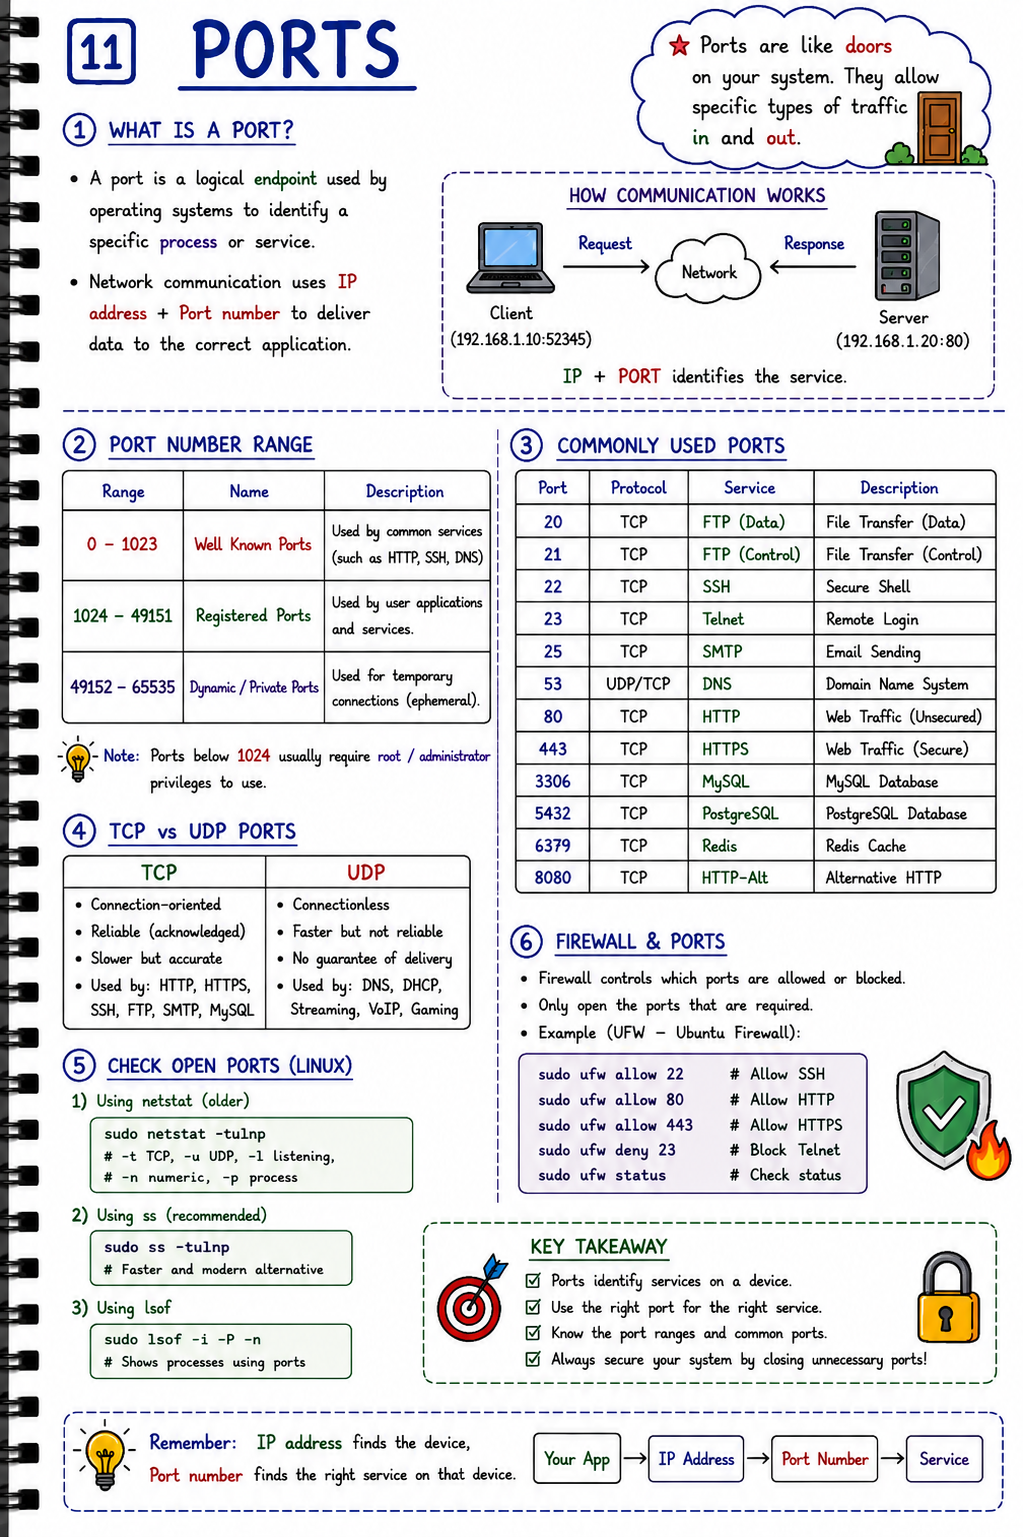 11 PORTS
★ Ports are like doors
on your system. They allow
specific types of traffic
in and out.
1 WHAT IS A PORT?
• A port is a logical endpoint used by
operating systems to identify a
specific process or service.
• Network communication uses IP
address + Port number to deliver
data to the correct application.
HOW COMMUNICATION WORKS
Request
Network
Response
Client
(192.168.1.10:52345)
Server
(192.168.1.20:80)
IP + PORT identifies the service.
2 PORT NUMBER RANGE
Range Name Description
0 – 1023 Well Known Ports Used by common services
(such as HTTP, SSH, DNS)
1024 – 49151 Registered Ports Used by user applications
and services.
49152 – 65535 Dynamic / Private Ports Used for temporary
connections (ephemeral).
Note: Ports below 1024 usually require root / administrator
privileges to use.
3 COMMONLY USED PORTS
Port Protocol Service Description
20 TCP FTP (Data) File Transfer (Data)
21 TCP FTP (Control) File Transfer (Control)
22 TCP SSH Secure Shell
23 TCP Telnet Remote Login
25 TCP SMTP Email Sending
53 UDP/TCP DNS Domain Name System
80 TCP HTTP Web Traffic (Unsecured)
443 TCP HTTPS Web Traffic (Secure)
3306 TCP MySQL MySQL Database
5432 TCP PostgreSQL PostgreSQL Database
6379 TCP Redis Redis Cache
8080 TCP HTTP-Alt Alternative HTTP
4 TCP vs UDP PORTS
TCP
• Connection-oriented
• Reliable (acknowledged)
• Slower but accurate
• Used by: HTTP, HTTPS,
SSH, FTP, SMTP, MySQL
UDP
• Connectionless
• Faster but not reliable
• No guarantee of delivery
• Used by: DNS, DHCP,
Streaming, VoIP, Gaming
5 CHECK OPEN PORTS (LINUX)
1) Using netstat (older)
sudo netstat -tulnp
# -t TCP, -u UDP, -l listening,
# -n numeric, -p process
2) Using ss (recommended)
sudo ss -tulnp
# Faster and modern alternative
3) Using lsof
sudo lsof -i -P -n
# Shows processes using ports
6 FIREWALL & PORTS
• Firewall controls which ports are allowed or blocked.
• Only open the ports that are required.
• Example (UFW – Ubuntu Firewall):
sudo ufw allow 22 # Allow SSH
sudo ufw allow 80 # Allow HTTP
sudo ufw allow 443 # Allow HTTPS
sudo ufw deny 23 # Block Telnet
sudo ufw status # Check status
KEY TAKEAWAY
☑ Ports identify services on a device.
☑ Use the right port for the right service.
☑ Know the port ranges and common ports.
☑ Always secure your system by closing unnecessary ports!
Remember: IP address finds the device,
Port number finds the right service on that device.
Your App → IP Address → Port Number → Service